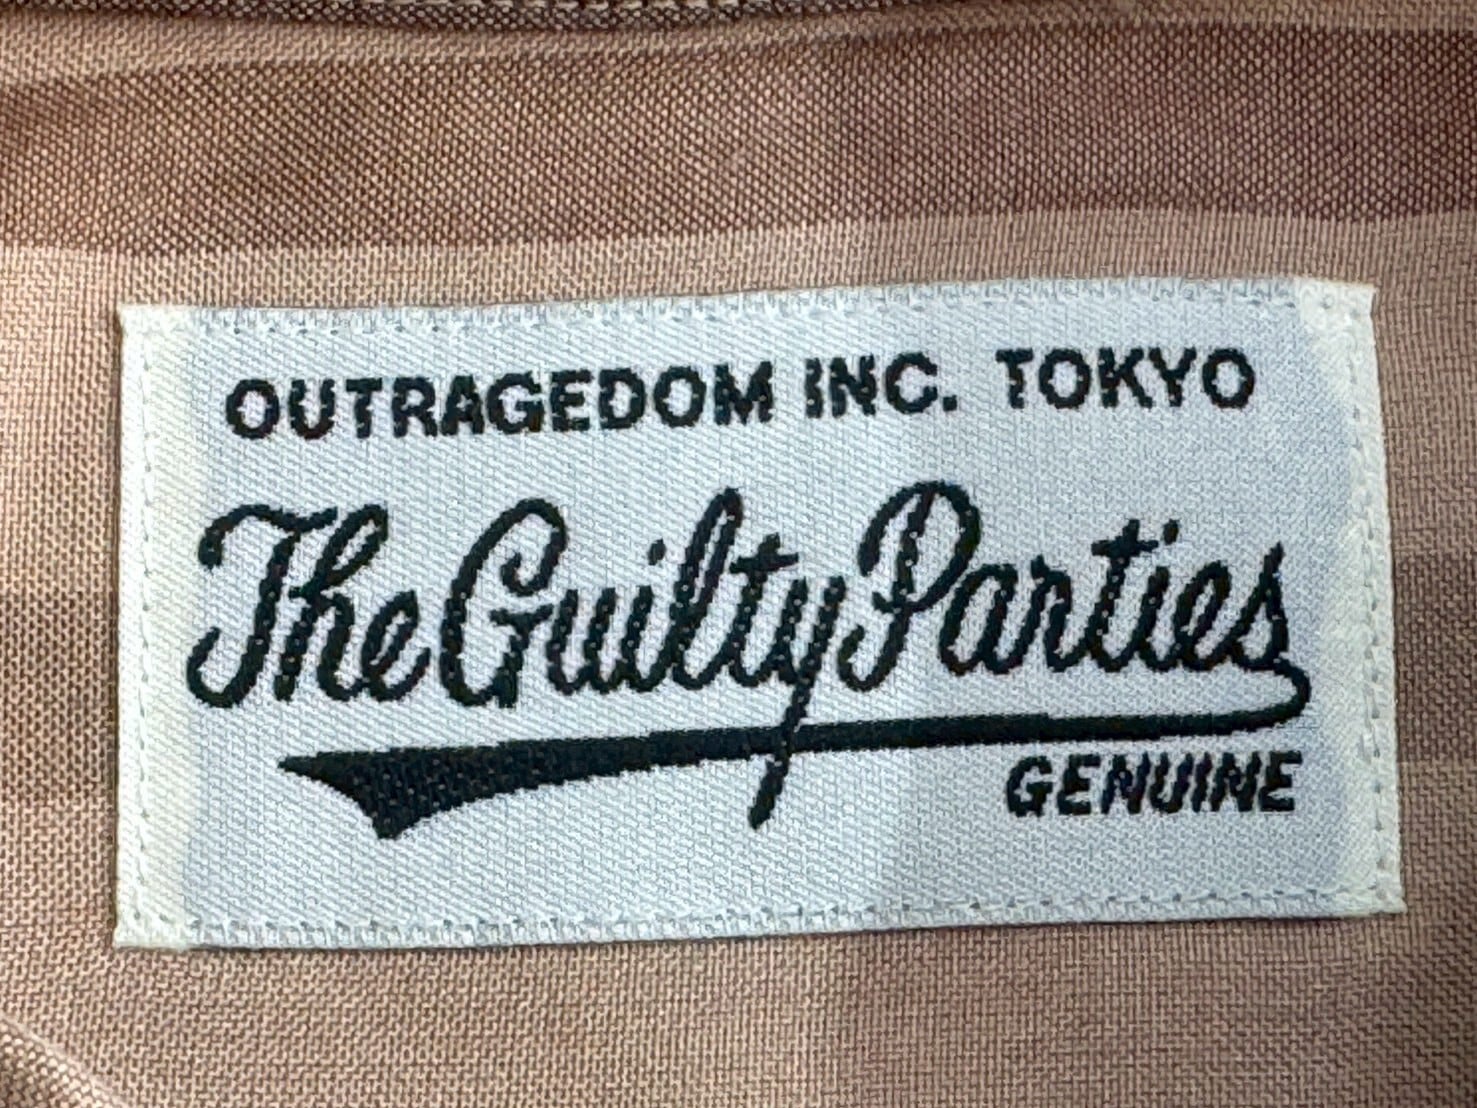 OUTRAGEDOM INC. TOKYO
The Guilty Parties
GENUINE